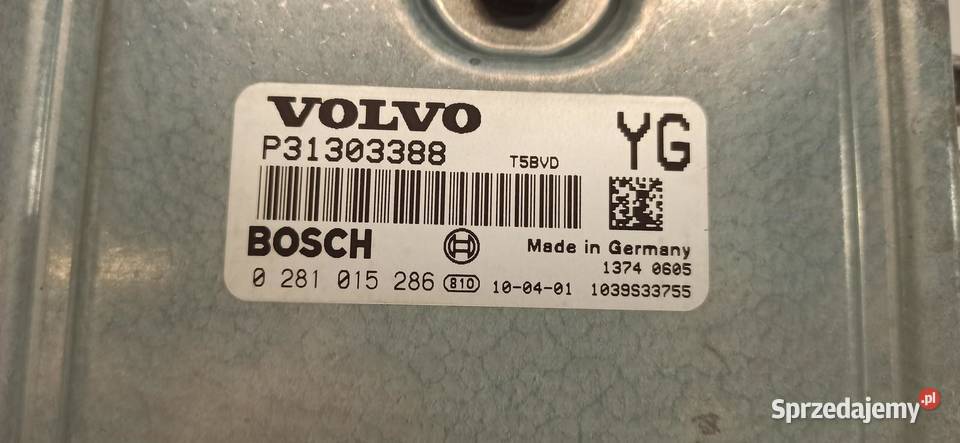 VOLVO
P31303388 T5BVD YG
BOSCH Made in Germany
1374 0605
0 281 015 286 810 10-04-01 1039S33755
Sprzedajemy.pl